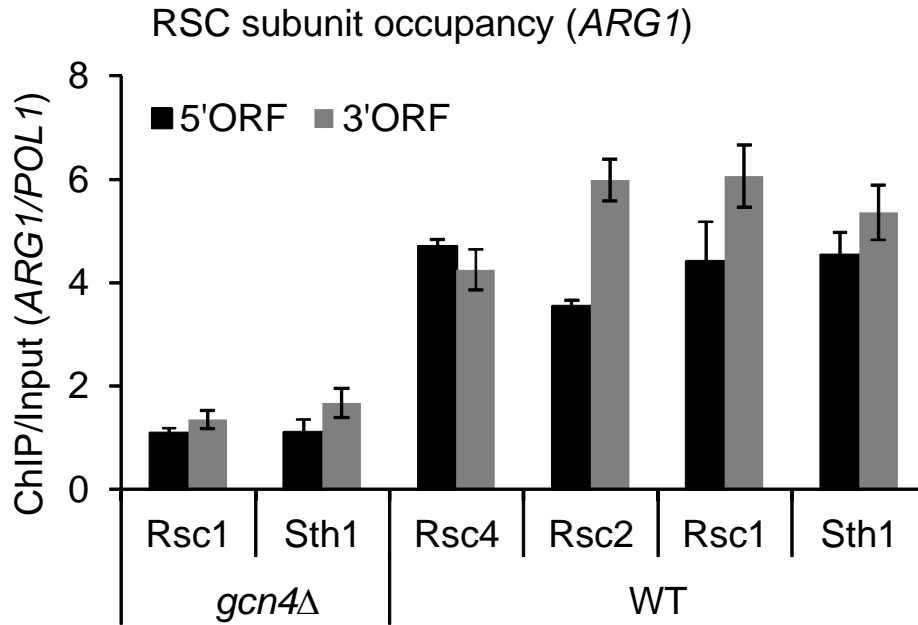 RSC subunit occupancy (ARG1)
ChIP/Input (ARG1/POL1)
8
6
4
2
0
5'ORF 3'ORF
Rsc1 Sth1 Rsc4 Rsc2 Rsc1 Sth1
gcn4Δ WT